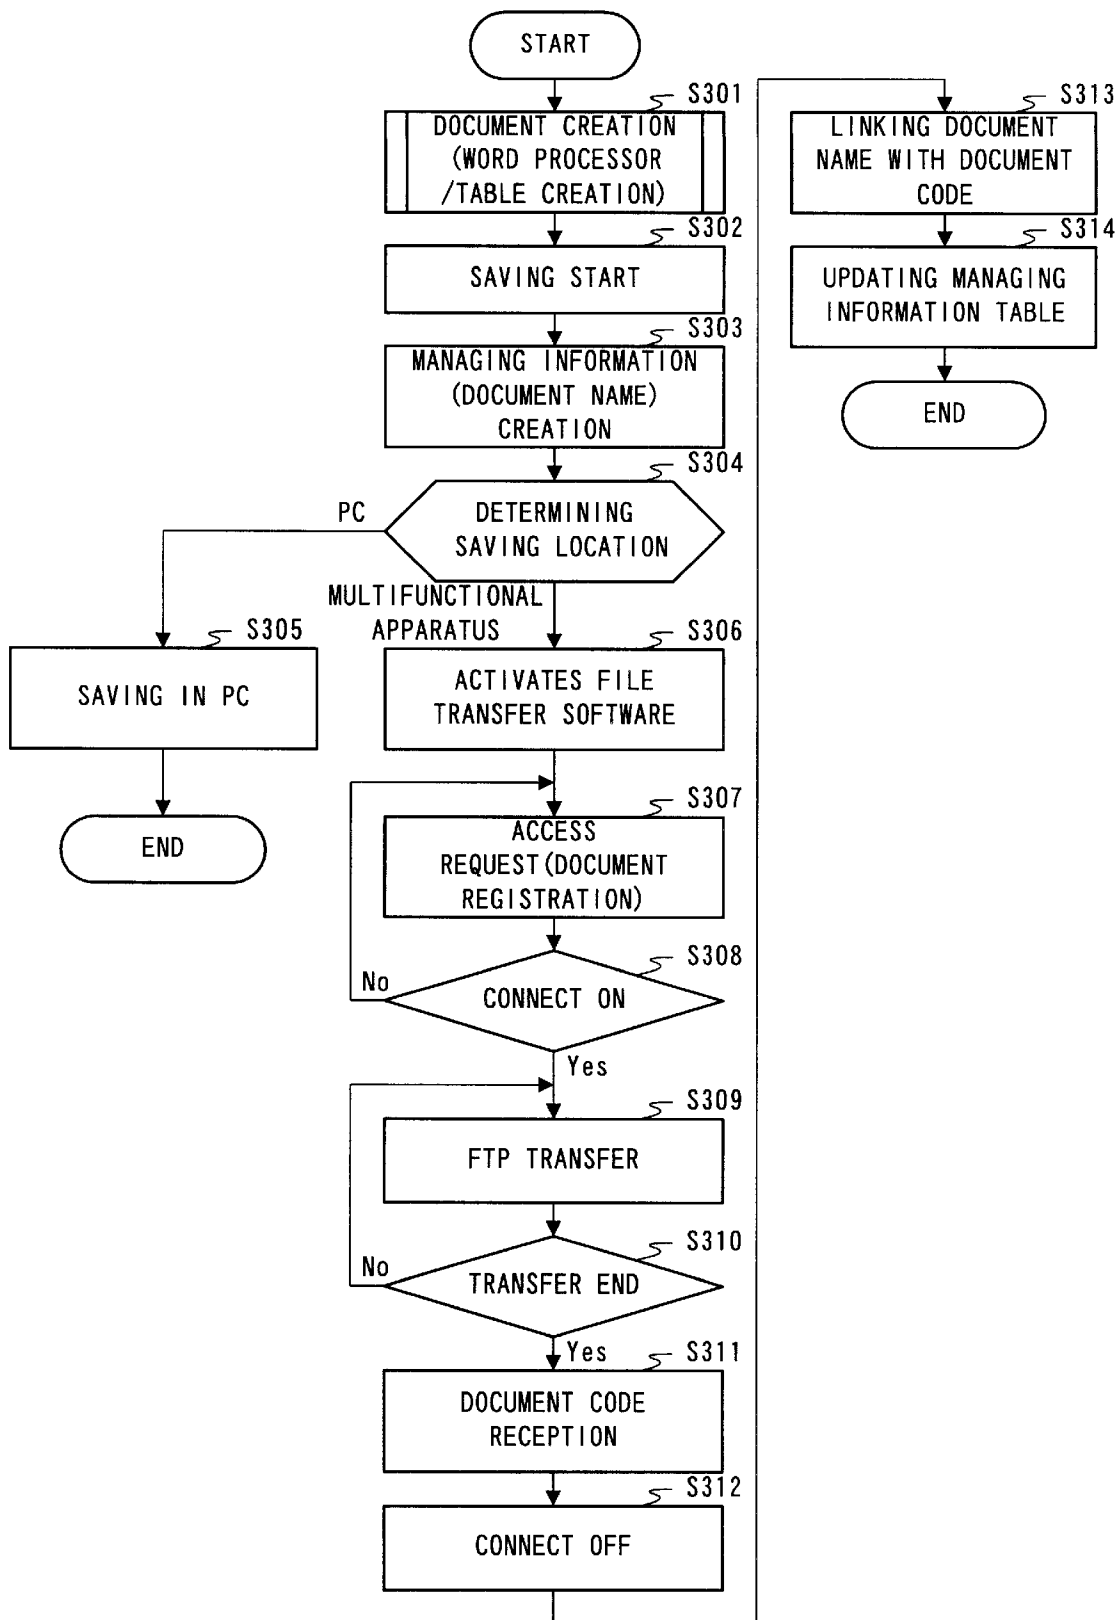 START
S301
DOCUMENT CREATION
(WORD PROCESSOR
/TABLE CREATION)
S302
SAVING START
S303
MANAGING INFORMATION
(DOCUMENT NAME)
CREATION
S304
DETERMINING
SAVING LOCATION
PC
MULTIFUNCTIONAL
APPARATUS
S305
SAVING IN PC
END
S306
ACTIVATES FILE
TRANSFER SOFTWARE
S307
ACCESS
REQUEST(DOCUMENT
REGISTRATION)
S308
CONNECT ON
No
Yes
S309
FTP TRANSFER
S310
TRANSFER END
No
Yes
S311
DOCUMENT CODE
RECEPTION
S312
CONNECT OFF
S313
LINKING DOCUMENT
NAME WITH DOCUMENT
CODE
S314
UPDATING MANAGING
INFORMATION TABLE
END